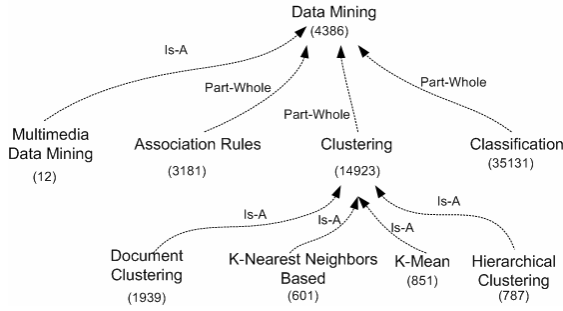 Data Mining
(4386)
Is-A
Part-Whole
Part-Whole
Part-Whole
Multimedia
Data Mining
(12)
Association Rules
(3181)
Clustering
(14923)
Classification
(35131)
Is-A
Is-A
Is-A
Is-A
Document
Clustering
(1939)
K-Nearest Neighbors
Based
(601)
K-Mean
(851)
Hierarchical
Clustering
(787)